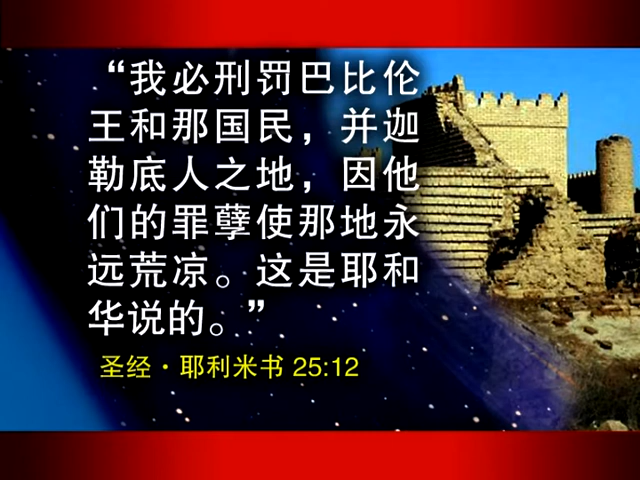 “我必刑罚巴比伦
王和那国民，并迦
勒底人之地，因他
们的罪孽使那地永
远荒凉。这是耶和
华说的。”
圣经·耶利米书 25:12